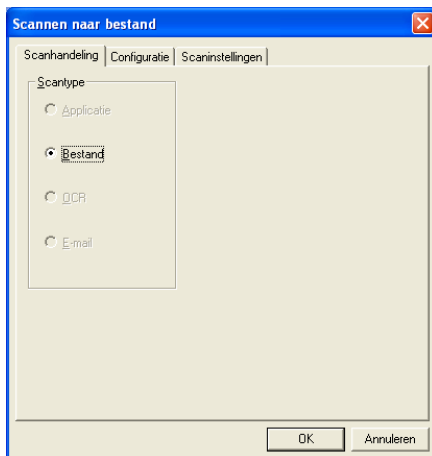 Scannen naar bestand
Scanhandeling Configuratie Scaninstellingen
Scantype
Applicatie
Bestand
OCR
E-mail
OK Annuleren